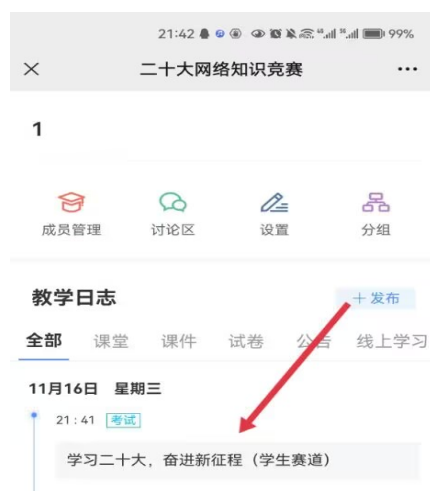 21:42 99%
二十大网络知识竞赛
1
成员管理 讨论区 设置 分组
教学日志 + 发布
全部 课堂 课件 试卷 公告 线上学习
11月16日 星期三
21:41 考试
学习二十大，奋进新征程（学生赛道）